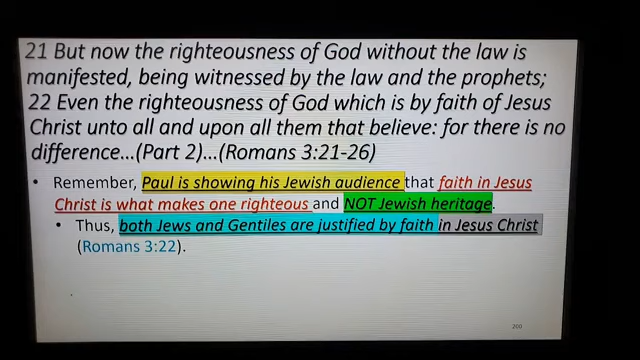 21 But now the righteousness of God without the law is
manifested, being witnessed by the law and the prophets;
22 Even the righteousness of God which is by faith of Jesus
Christ unto all and upon all them that believe: for there is no
difference...(Part 2)...(Romans 3:21-26)
• Remember, Paul is showing his Jewish audience that faith in Jesus
Christ is what makes one righteous and NOT Jewish heritage.
• Thus, both Jews and Gentiles are justified by faith in Jesus Christ
(Romans 3:22).
200